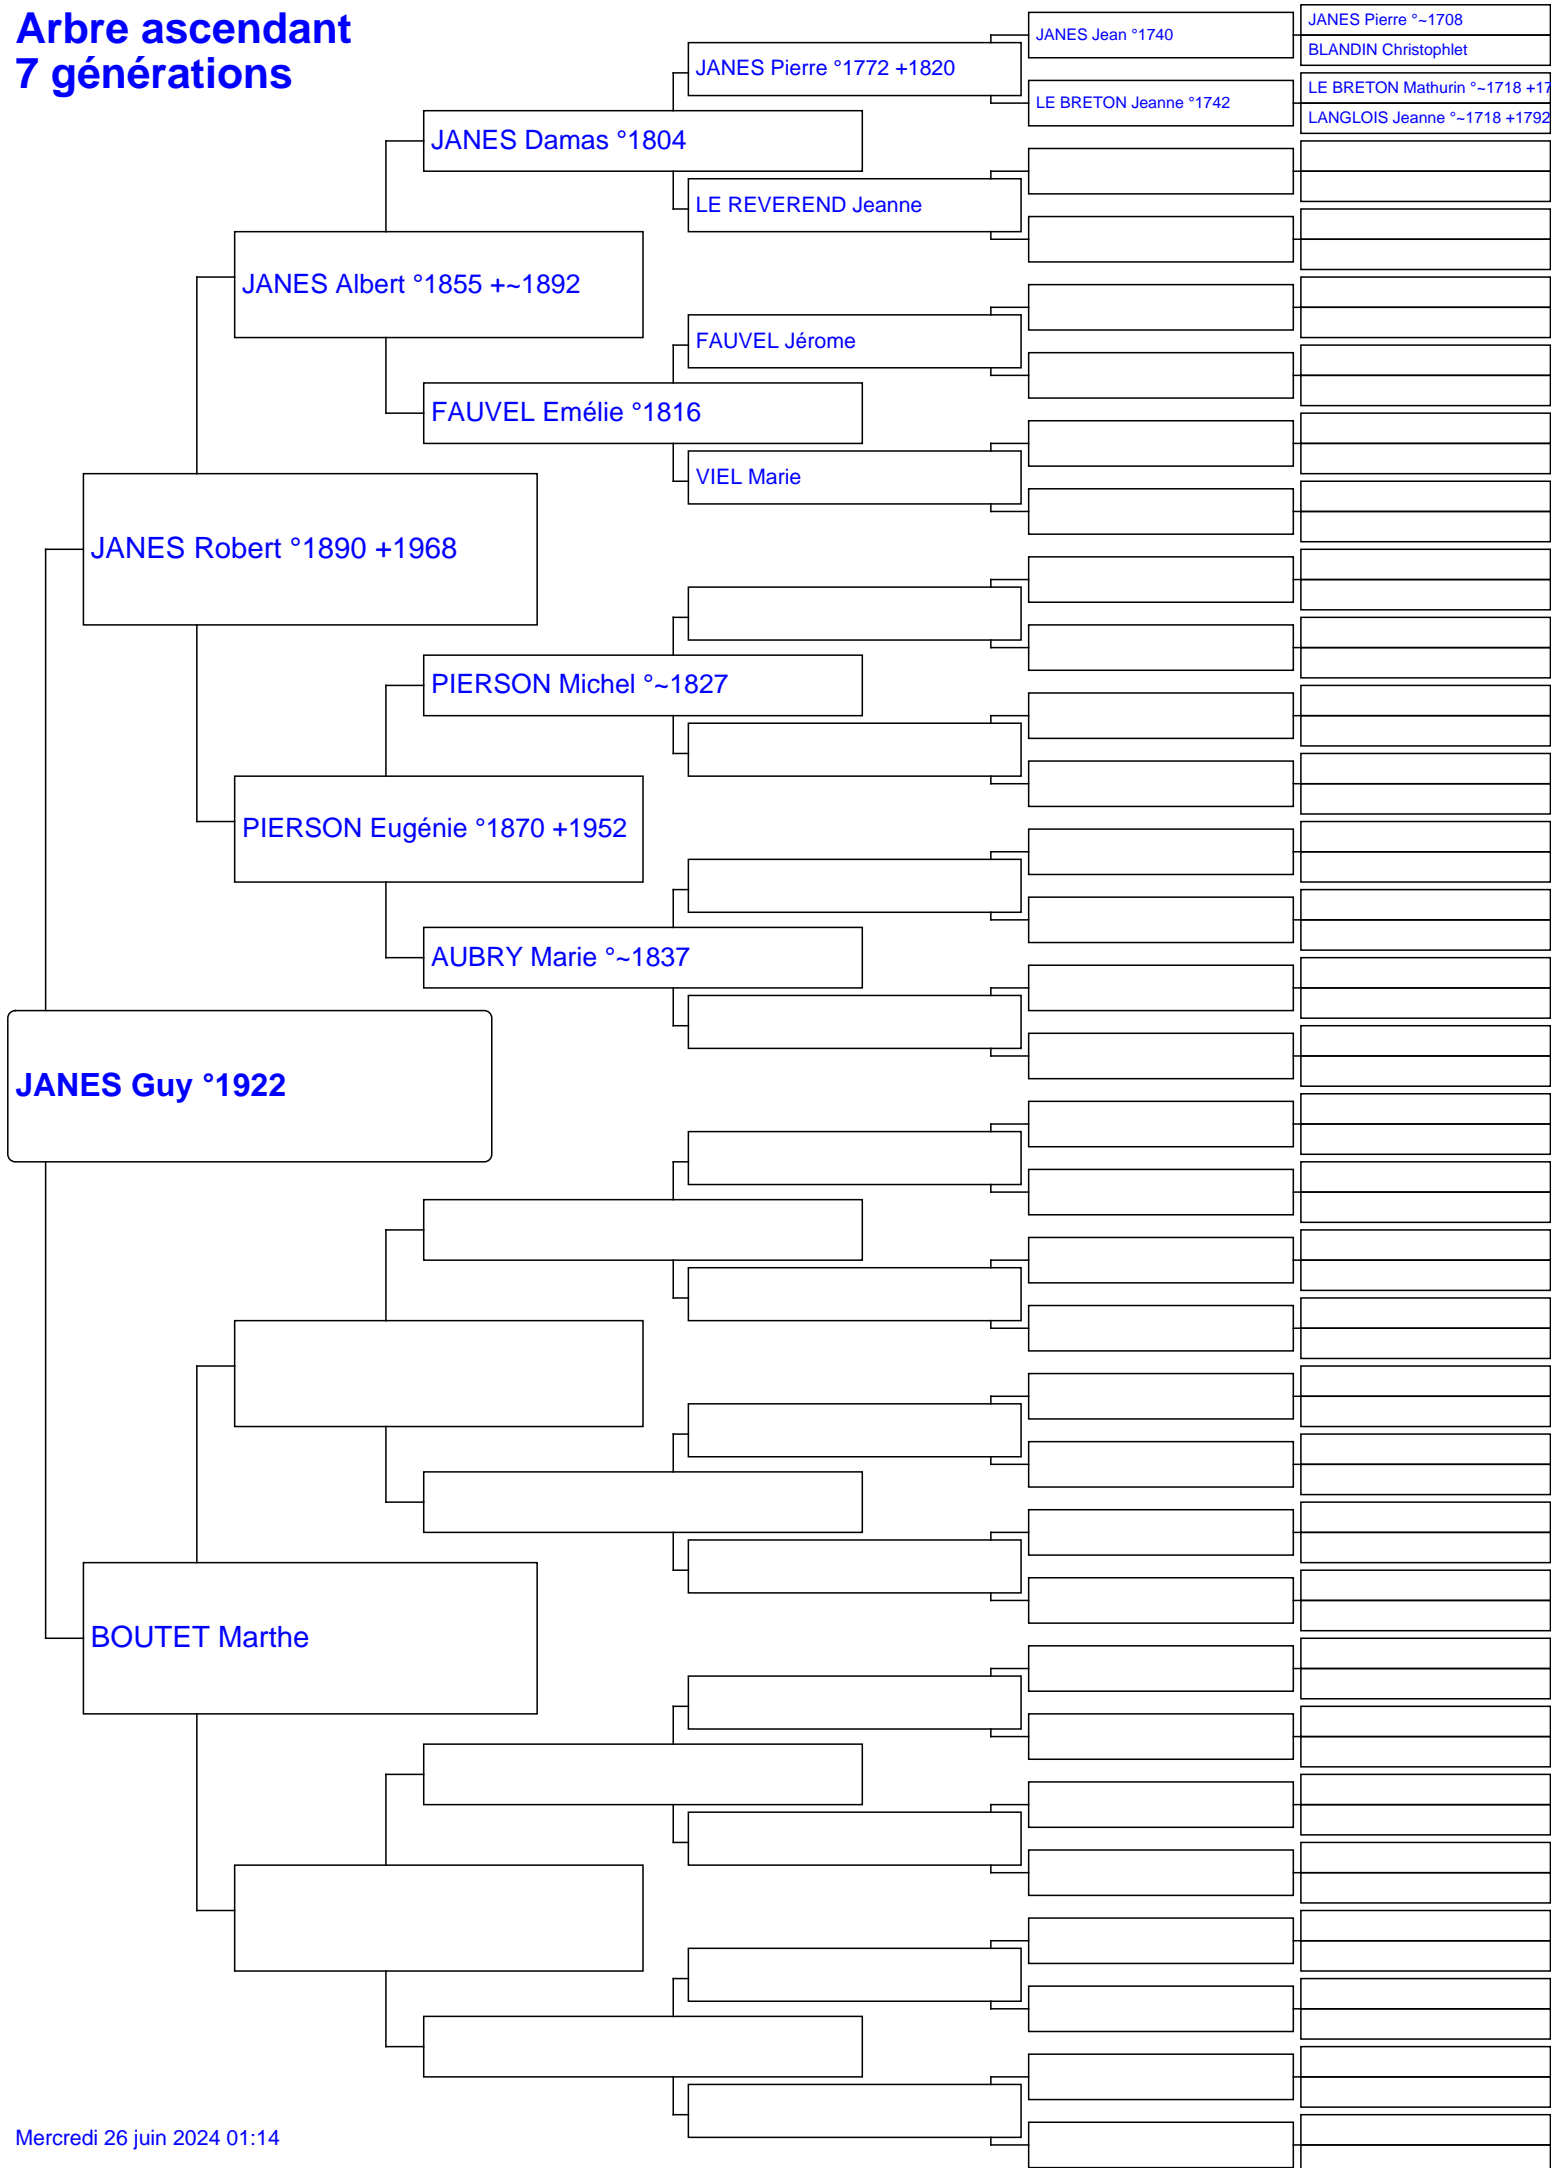 Arbre ascendant
7 générations
JANES Pierre °~1708
JANES Jean °1740
BLANDIN Christophlet
JANES Pierre °1772 +1820
LE BRETON Mathurin °~1718 +17
LE BRETON Jeanne °1742
LANGLOIS Jeanne °~1718 +1792
JANES Damas °1804
LE REVEREND Jeanne
JANES Albert °1855 +~1892
FAUVEL Jérome
FAUVEL Emélie °1816
VIEL Marie
JANES Robert °1890 +1968
PIERSON Michel °~1827
PIERSON Eugénie °1870 +1952
AUBRY Marie °~1837
JANES Guy °1922
BOUTET Marthe
Mercredi 26 juin 2024 01:14